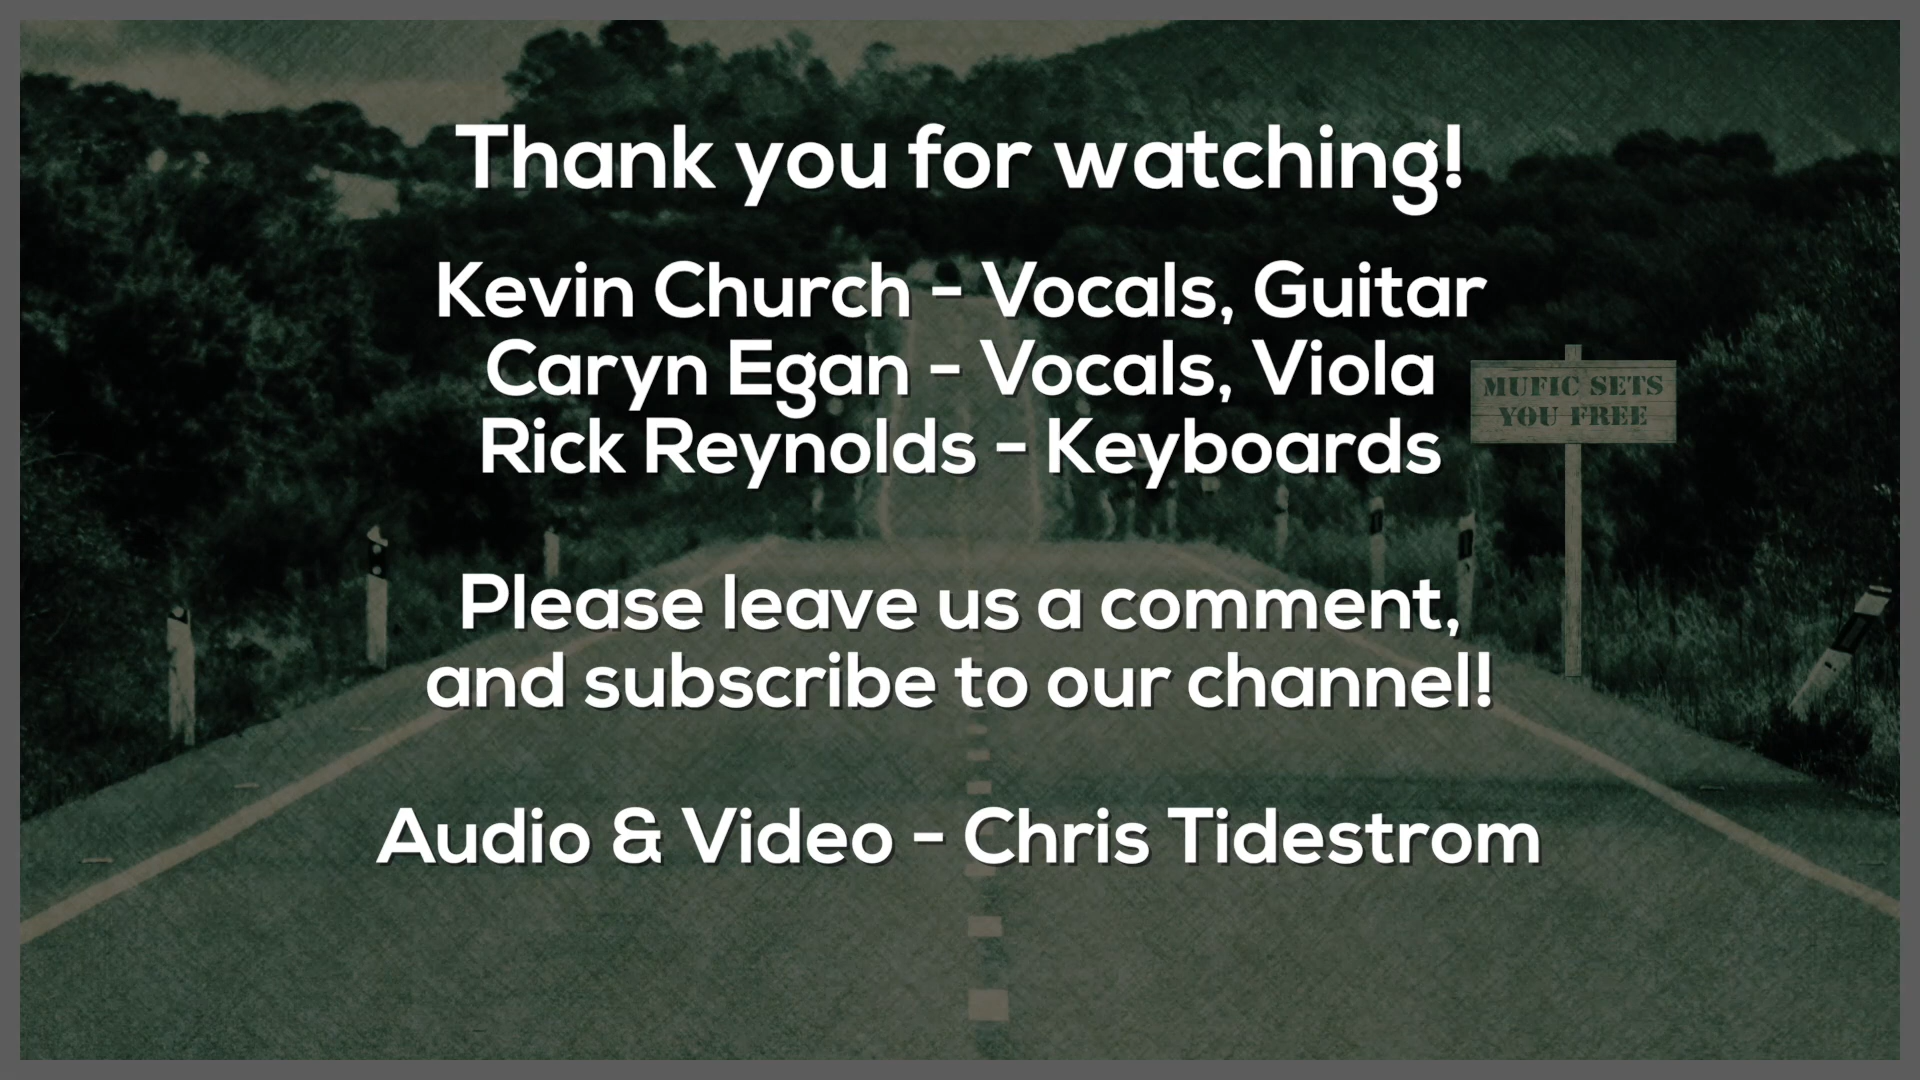 Thank you for watching!
Kevin Church - Vocals, Guitar
Caryn Egan - Vocals, Viola
Rick Reynolds - Keyboards
MUFIC SETS
YOU FREE
Please leave us a comment,
and subscribe to our channel!
Audio & Video - Chris Tidestrom